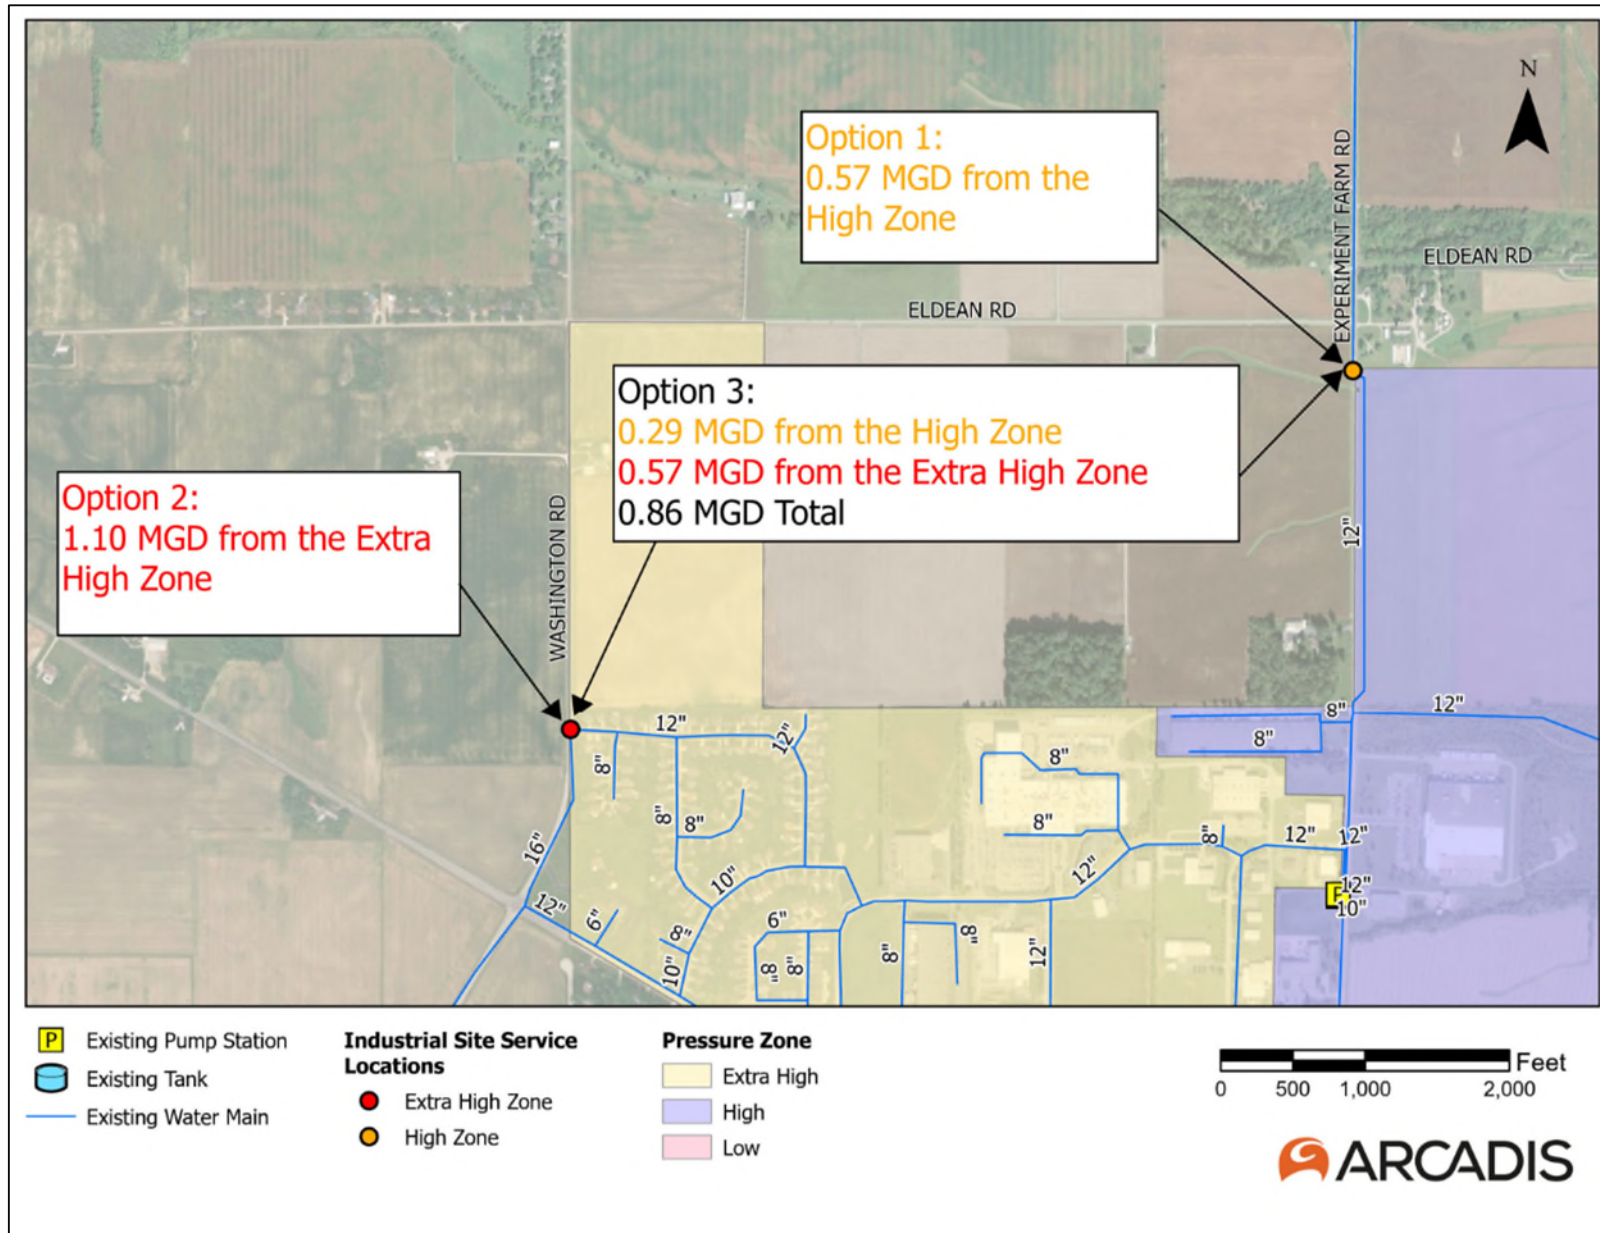 N
Option 1:
0.57 MGD from the
High Zone
EXPERIMENT FARM RD
ELDEAN RD
ELDEAN RD
Option 3:
0.29 MGD from the High Zone
0.57 MGD from the Extra High Zone
0.86 MGD Total
Option 2:
1.10 MGD from the Extra
High Zone
WASHINGTON RD
12"
12"
12"
8"
8"
12"
8"
8"
8"
8"
8"
8"
12"
12"
8"
16"
10"
12"
12"
6"
6"
8"
10"
8"
8"
8"
8"
12"
12"
P
10"
P Existing Pump Station
Existing Tank
Existing Water Main
Industrial Site Service
Locations
Extra High Zone
High Zone
Pressure Zone
Extra High
High
Low
Feet
0 500 1,000 2,000
ARCADIS